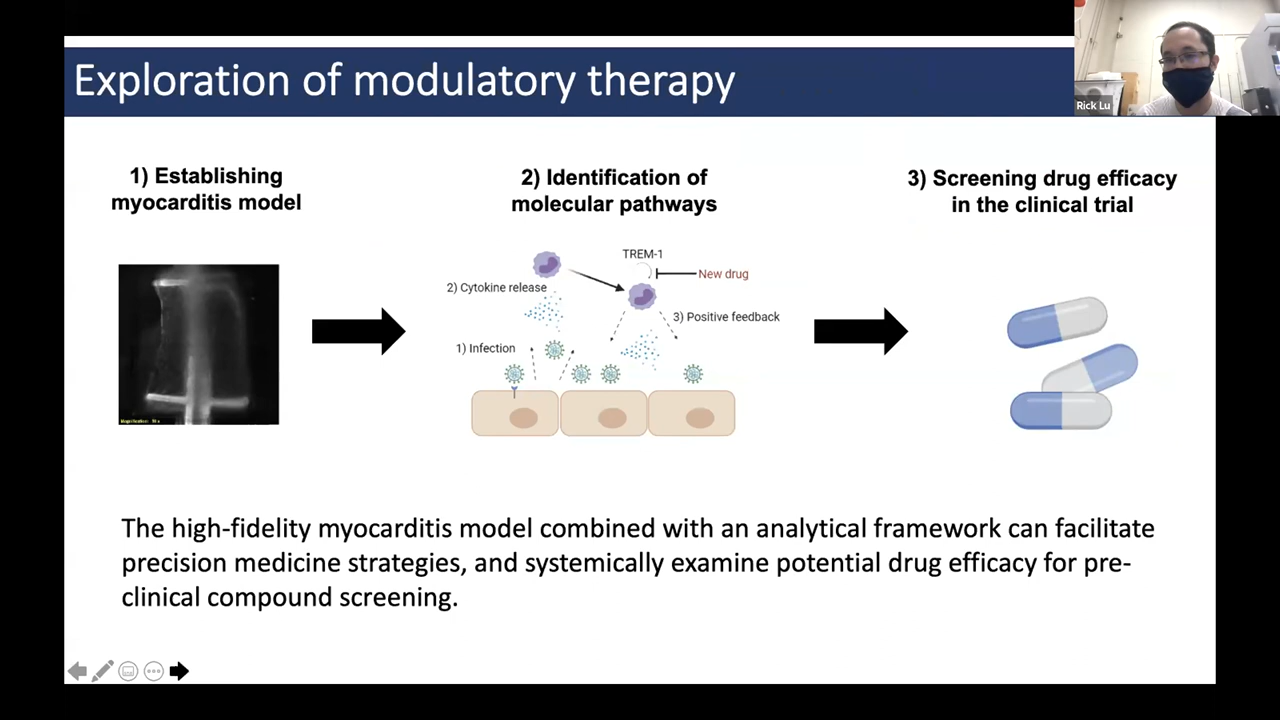 Exploration of modulatory therapy
Rick Lu
1) Establishing
myocarditis model
2) Identification of
molecular pathways
3) Screening drug efficacy
in the clinical trial
TREM-1
New drug
2) Cytokine release
3) Positive feedback
1) Infection
The high-fidelity myocarditis model combined with an analytical framework can facilitate
precision medicine strategies, and systemically examine potential drug efficacy for pre-
clinical compound screening.